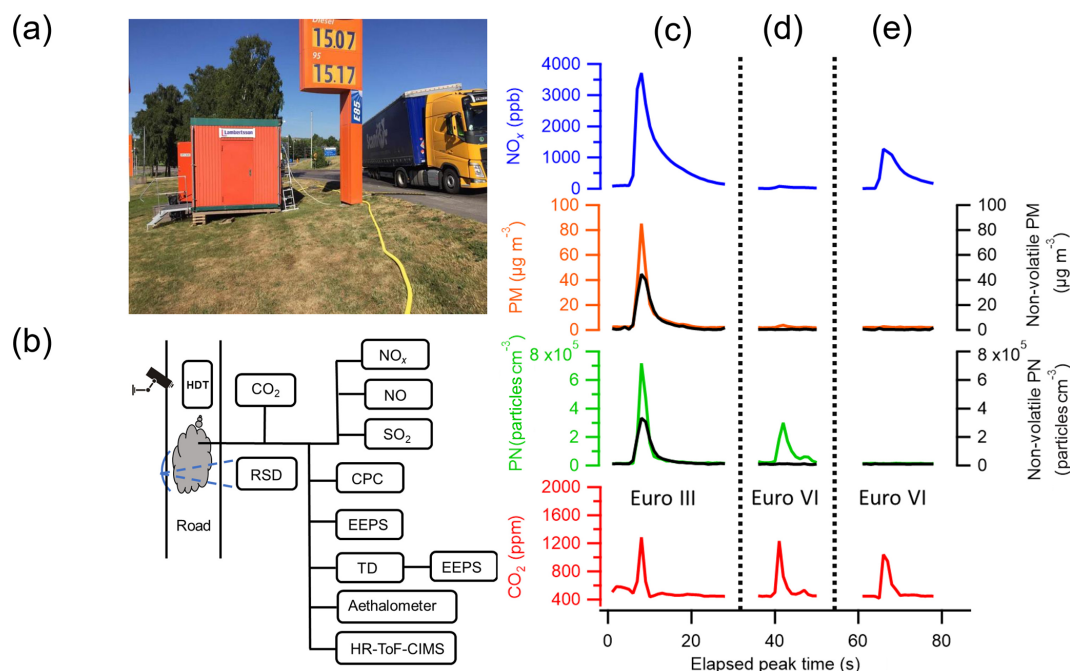 (a)
Diesel
15.07
95
15.17
E85
Lambertsson
(b)
HDT
CO₂
NOₓ
NO
SO₂
RSD
CPC
Road
EEPS
TD
EEPS
Aethalometer
HR-ToF-CIMS
(c)
(d)
(e)
NOₓ (ppb)
4000
3000
2000
1000
0
PM (µg m⁻³)
100
80
60
40
20
0
100
80
60
40
20
0
Non-volatile PM
(µg m⁻³)
PN(particles cm⁻³)
8 x10⁵
6
4
2
0
8 x10⁵
6
4
2
0
Non-volatile PN
(particles cm⁻³)
Euro III
Euro VI
Euro VI
CO₂ (ppm)
2000
1600
1200
800
400
0
20
40
60
80
Elapsed peak time (s)